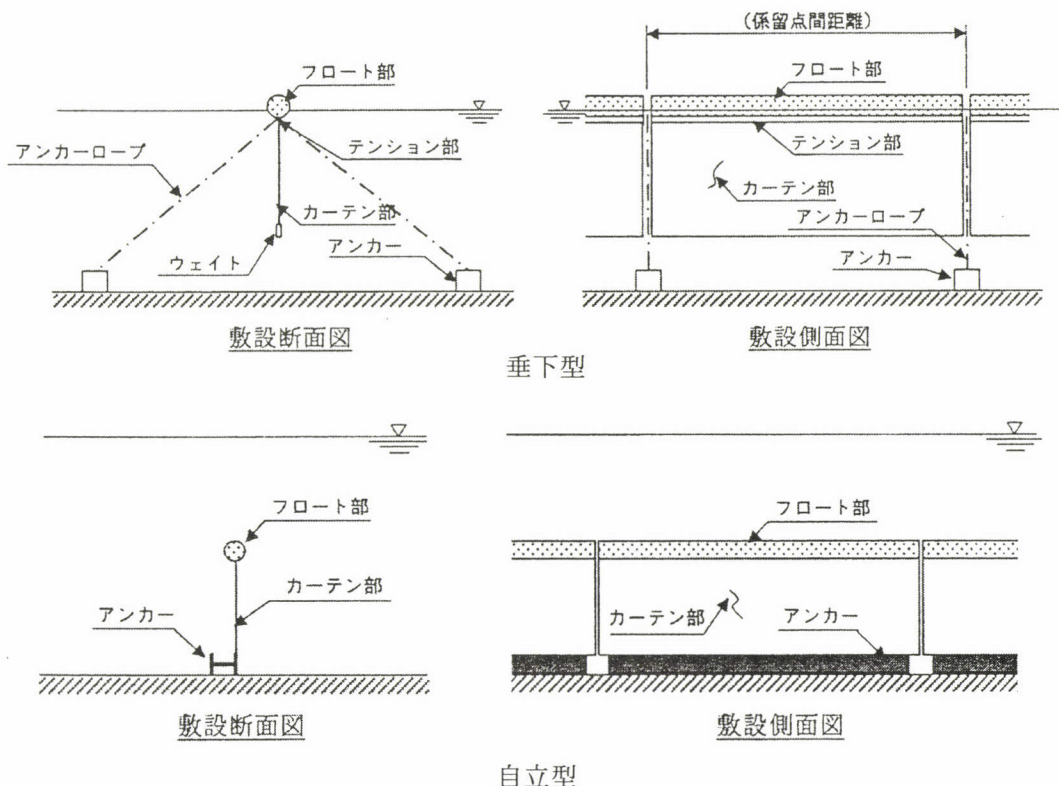 (係留点間距離)
フロート部
アンカーロープ
テンション部
カーテン部
ウェイト
アンカー
敷設断面図
フロート部
テンション部
カーテン部
アンカーロープ
アンカー
敷設側面図
垂下型
フロート部
カーテン部
アンカー
敷設断面図
フロート部
カーテン部
アンカー
敷設側面図
自立型